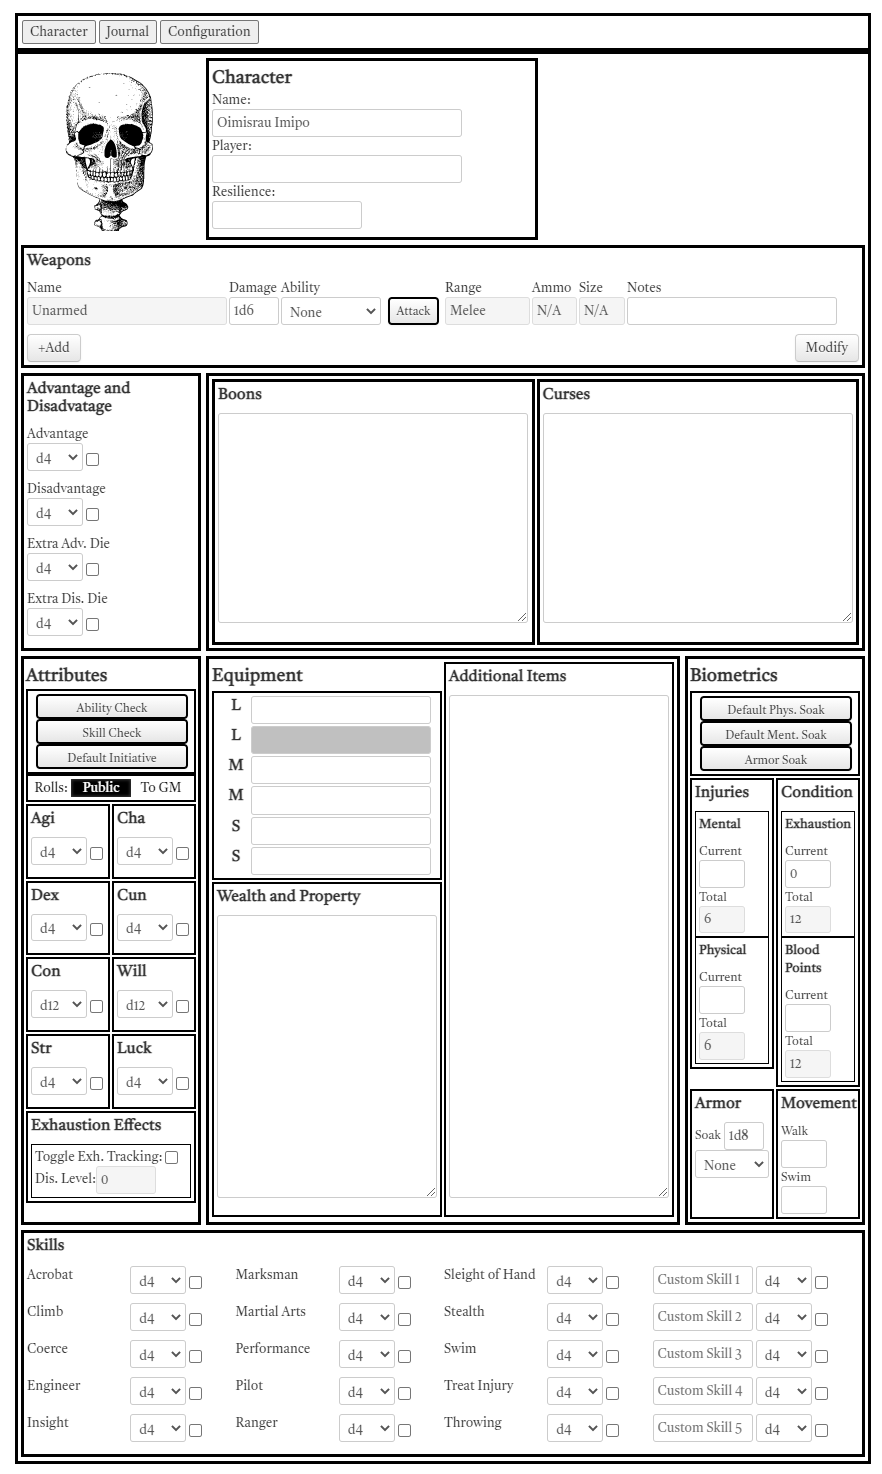 Character Journal Configuration
Character
Name:
Oimisrau Imipo
Player:
Resilience:
Weapons
Name Damage Ability Range Ammo Size Notes
Unarmed 1d6 None Attack Melee N/A N/A
+Add Modify
Advantage and
Disadvatage
Advantage
d4
Disadvantage
d4
Extra Adv. Die
d4
Extra Dis. Die
d4
Boons
Curses
Attributes
Ability Check
Skill Check
Default Initiative
Rolls: Public To GM
Agi Cha
d4 d4
Dex Cun
d4 d4
Con Will
d12 d12
Str Luck
d4 d4
Exhaustion Effects
Toggle Exh. Tracking:
Dis. Level: 0
Equipment
L
L
M
M
S
S
Wealth and Property
Additional Items
Biometrics
Default Phys. Soak
Default Ment. Soak
Armor Soak
Injuries
Mental
Current
Total
6
Physical
Current
Total
6
Condition
Exhaustion
Current
0
Total
12
Blood
Points
Current
Total
12
Armor
Soak 1d8
None
Movement
Walk
Swim
Skills
Acrobat d4 Marksman d4 Sleight of Hand d4 Custom Skill 1 d4
Climb d4 Martial Arts d4 Stealth d4 Custom Skill 2 d4
Coerce d4 Performance d4 Swim d4 Custom Skill 3 d4
Engineer d4 Pilot d4 Treat Injury d4 Custom Skill 4 d4
Insight d4 Ranger d4 Throwing d4 Custom Skill 5 d4